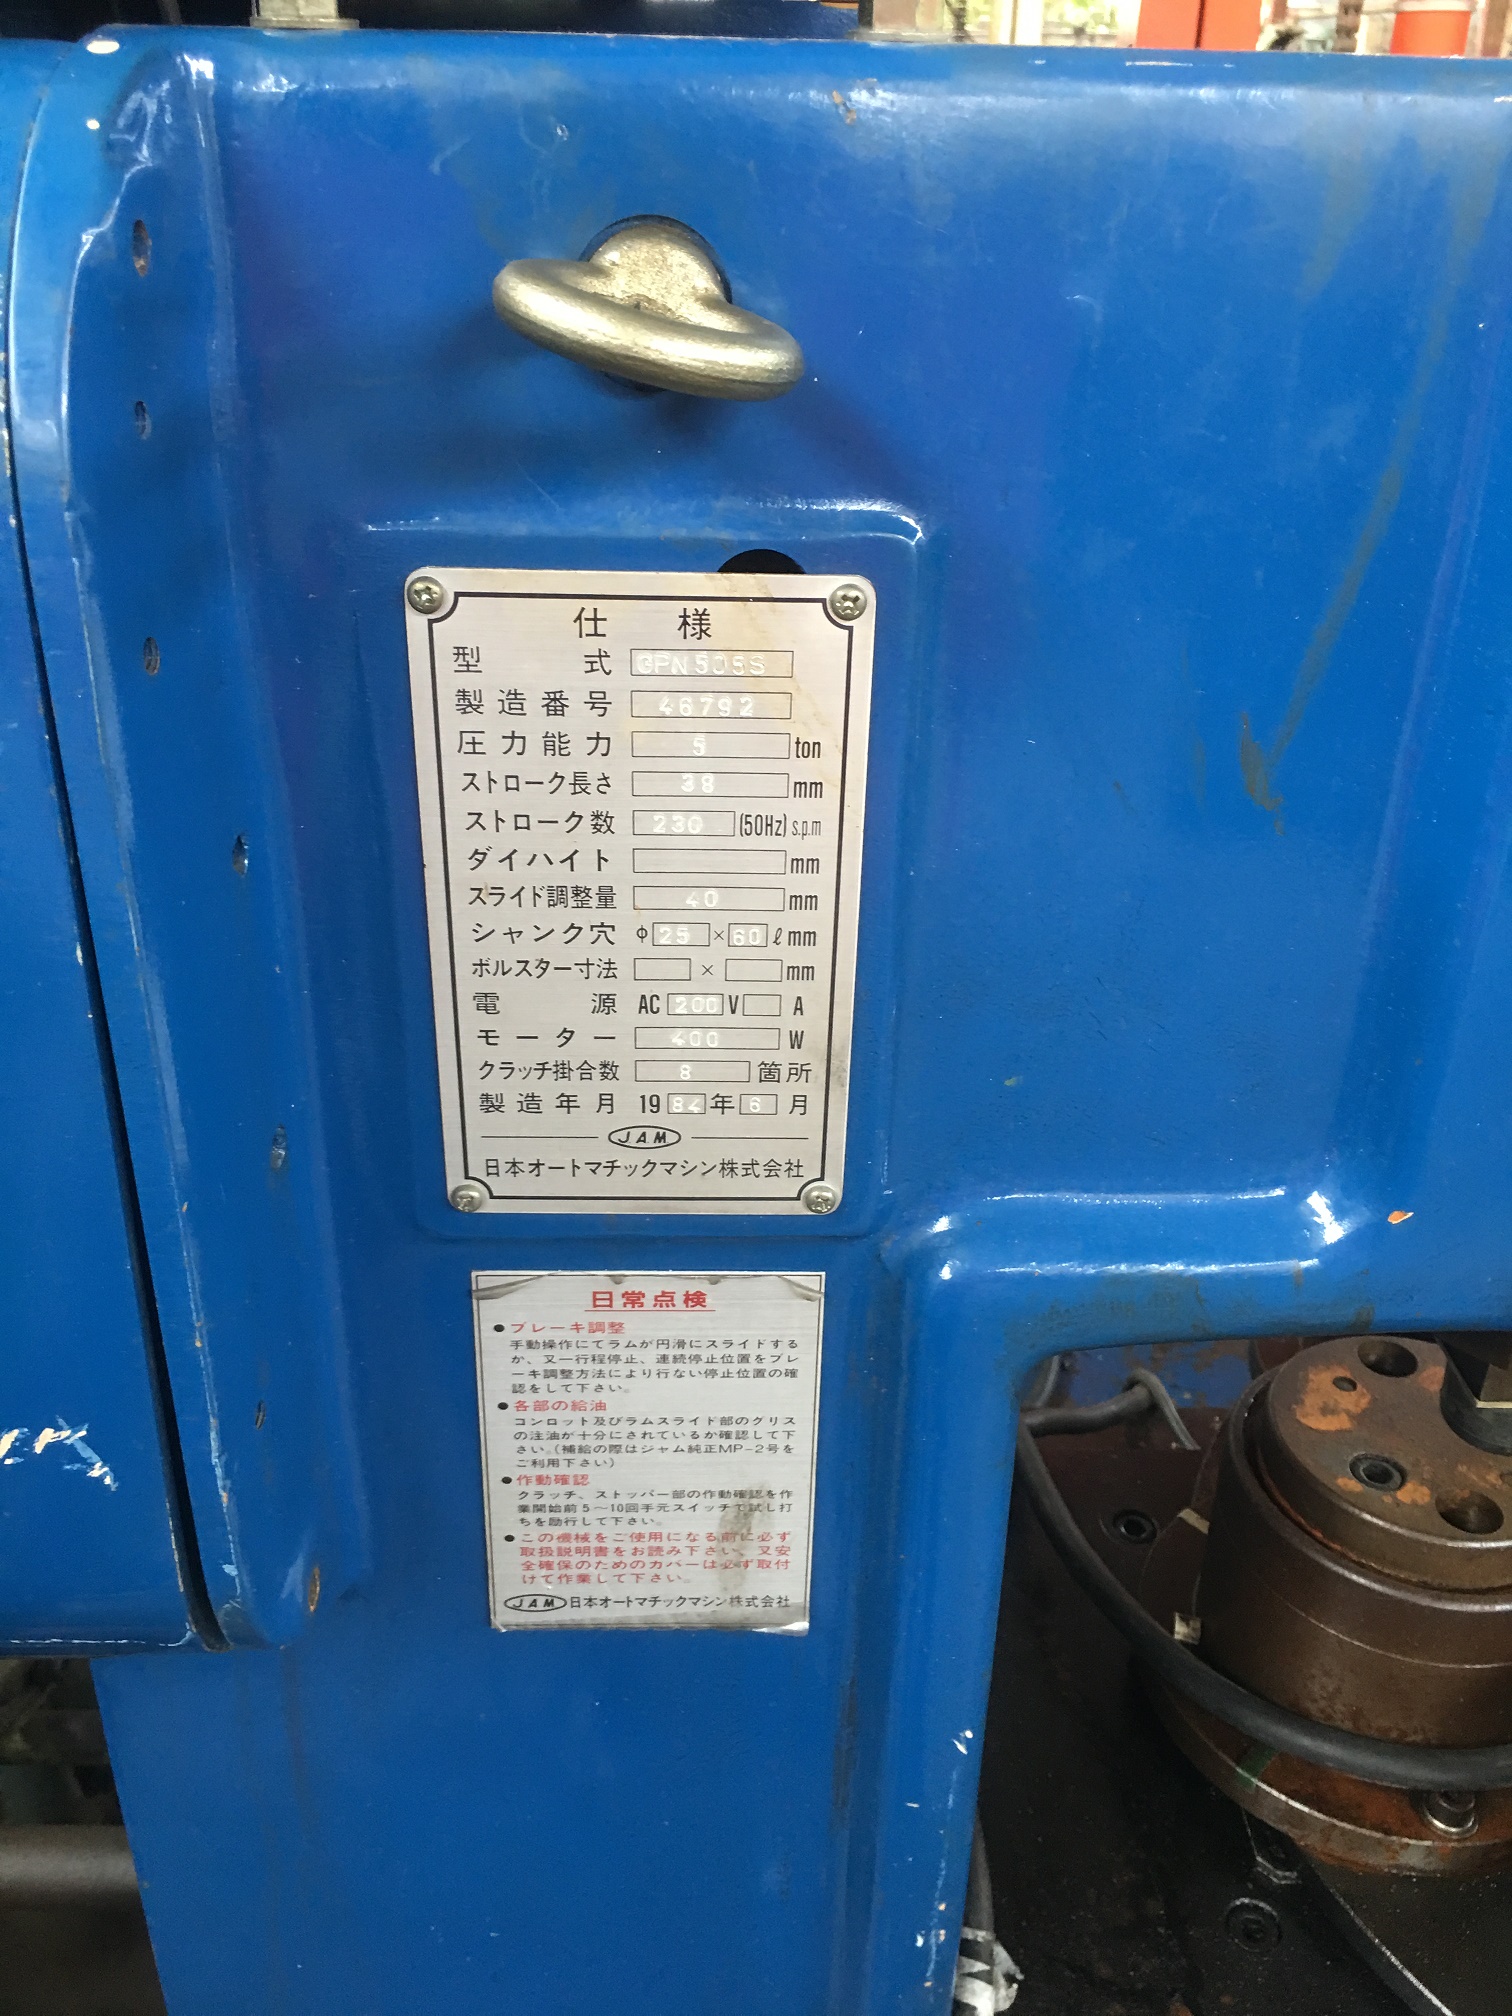 仕様
型式 GPN505S
製造番号 46792
圧力能力 5 ton
ストローク長さ 38 mm
ストローク数 230 (50Hz) s.p.m
ダイハイト mm
スライド調整量 40 mm
シャンク穴 φ25×60ℓmm
ボルスター寸法 × mm
電源 AC 200 V A
モーター 400 W
クラッチ掛合数 8 箇所
製造年月 1984年6月
JAM
日本オートマチックマシン株式会社
日常点検
●ブレーキ調整
手動操作にてラムが円滑にスライドする
か、又一行程停止、連続停止位置をブレ
ーキ調整方法により行ない停止位置の確
認をして下さい。
●各部の給油
コンロット及びラムスライド部のグリス
の注油が十分にされているか確認して下
さい。(補給の際はジャム純正MP-2号を
ご利用下さい)
●作動確認
クラッチ、ストッパー部の作動確認を作
業開始前5〜10回手元スイッチで試し打
ちを励行して下さい。
●この機械をご使用になる前に必ず
取扱説明書をお読み下さい、又安
全確保のためのカバーは必ず取付
けて作業して下さい。
JAM 日本オートマチックマシン株式会社